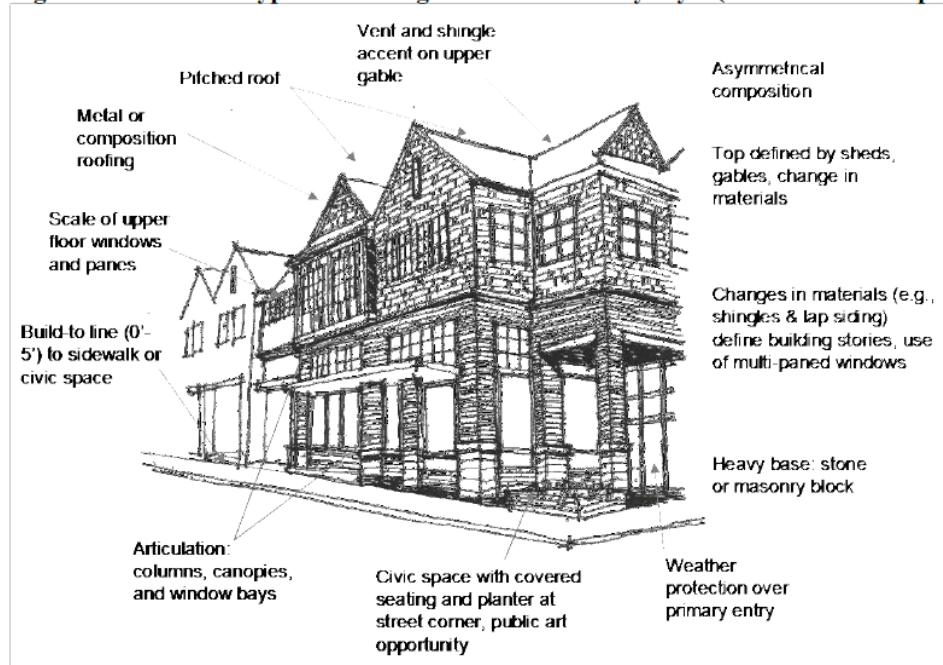 Vent and shingle
accent on upper
gable
Pitched roof
Asymmetrical
composition
Metal or
composition
roofing
Top defined by sheds,
gables, change in
materials
Scale of upper
floor windows
and panes
Changes in materials (e.g.,
shingles & lap siding)
define building stories, use
of multi-paned windows
Build-to line (0'-
5') to sidewalk or
civic space
Heavy base: stone
or masonry block
Articulation:
columns, canopies,
and window bays
Civic space with covered
seating and planter at
street corner, public art
opportunity
Weather
protection over
primary entry